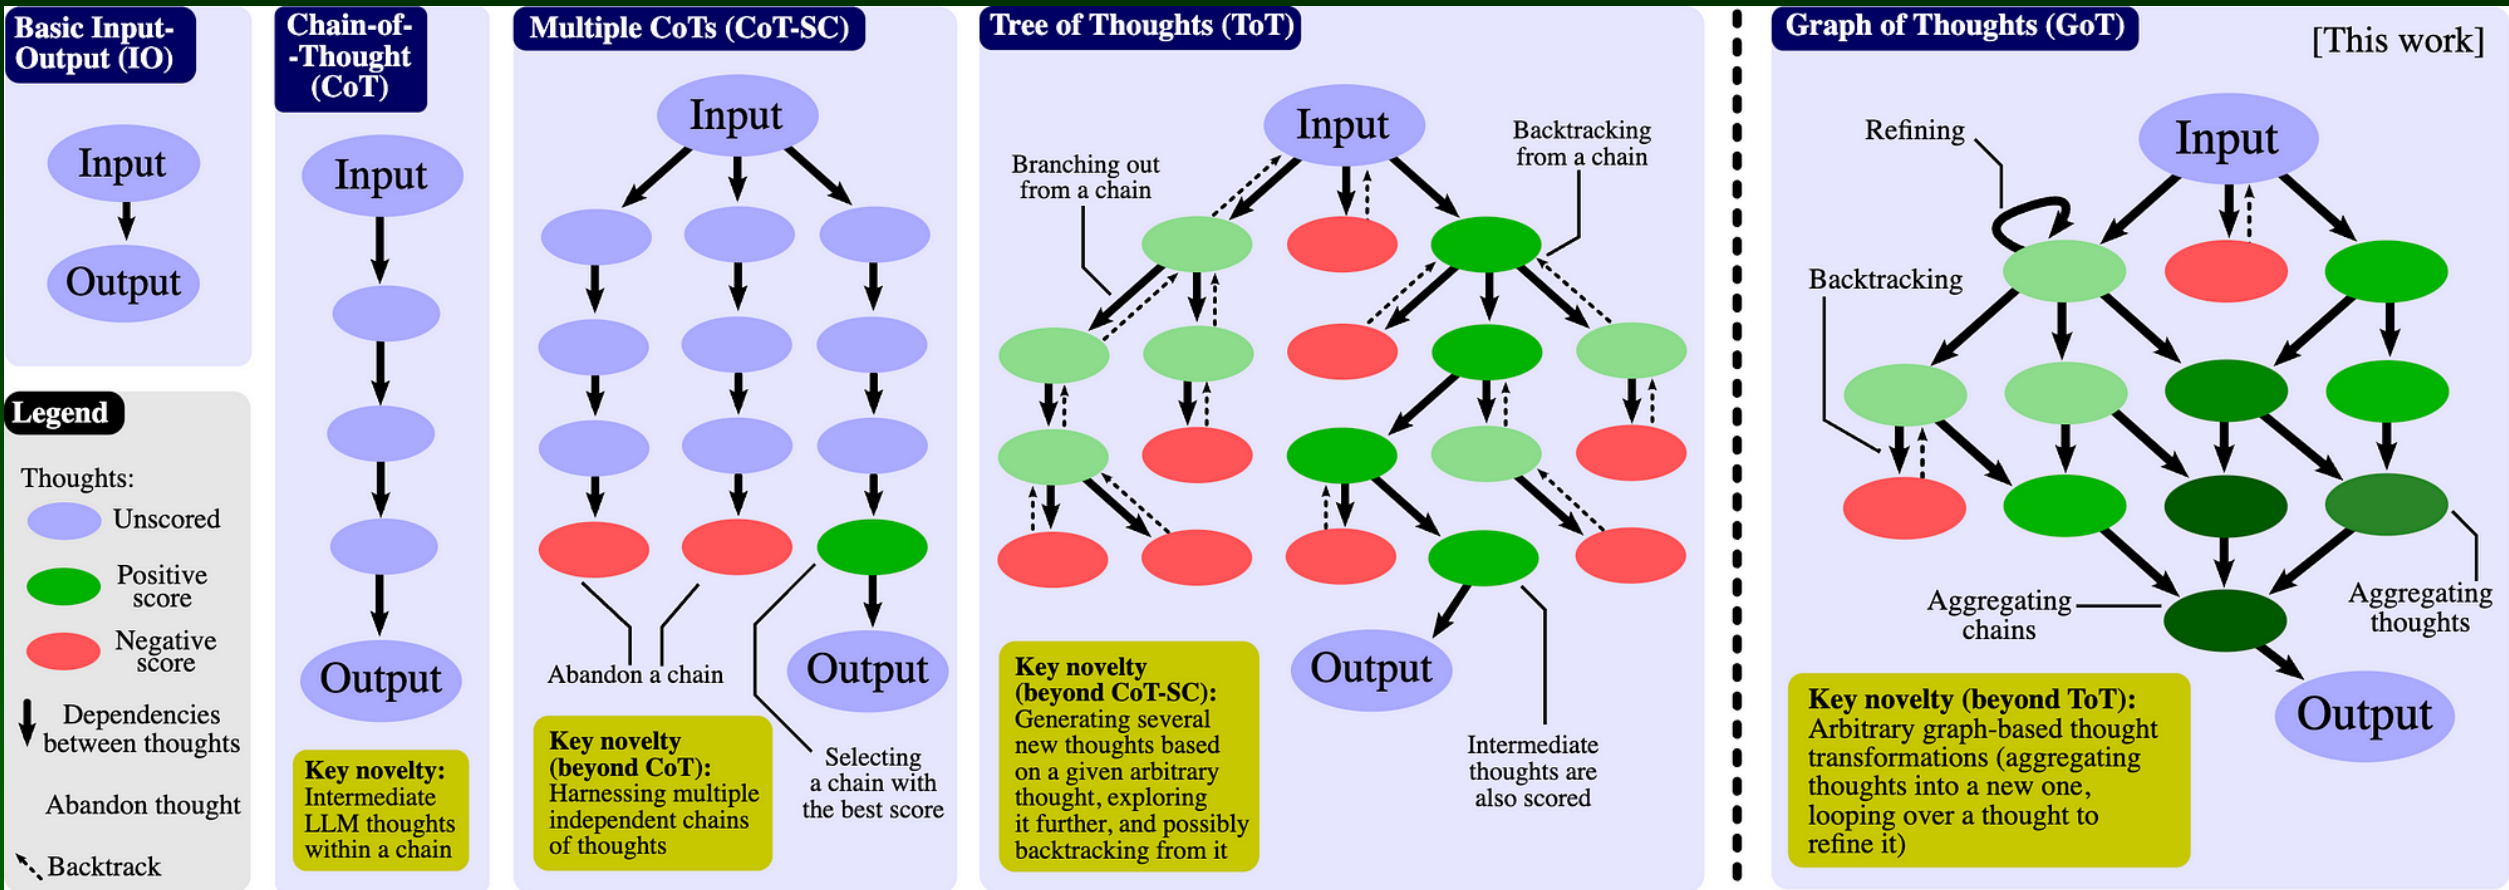 Basic Input-
Output (IO)
Input
Output
Legend
Thoughts:
Unscored
Positive
score
Negative
score
Dependencies
between thoughts
Abandon thought
Backtrack
Chain-of-
-Thought
(CoT)
Input
Output
Key novelty:
Intermediate
LLM thoughts
within a chain
Multiple CoTs (CoT-SC)
Input
Abandon a chain
Output
Selecting
a chain with
the best score
Key novelty
(beyond CoT):
Harnessing multiple
independent chains
of thoughts
Tree of Thoughts (ToT)
Input
Branching out
from a chain
Backtracking
from a chain
Output
Intermediate
thoughts are
also scored
Key novelty
(beyond CoT-SC):
Generating several
new thoughts based
on a given arbitrary
thought, exploring
it further, and possibly
backtracking from it
Graph of Thoughts (GoT)
[This work]
Refining
Input
Backtracking
Aggregating
chains
Aggregating
thoughts
Output
Key novelty (beyond ToT):
Arbitrary graph-based thought
transformations (aggregating
thoughts into a new one,
looping over a thought to
refine it)